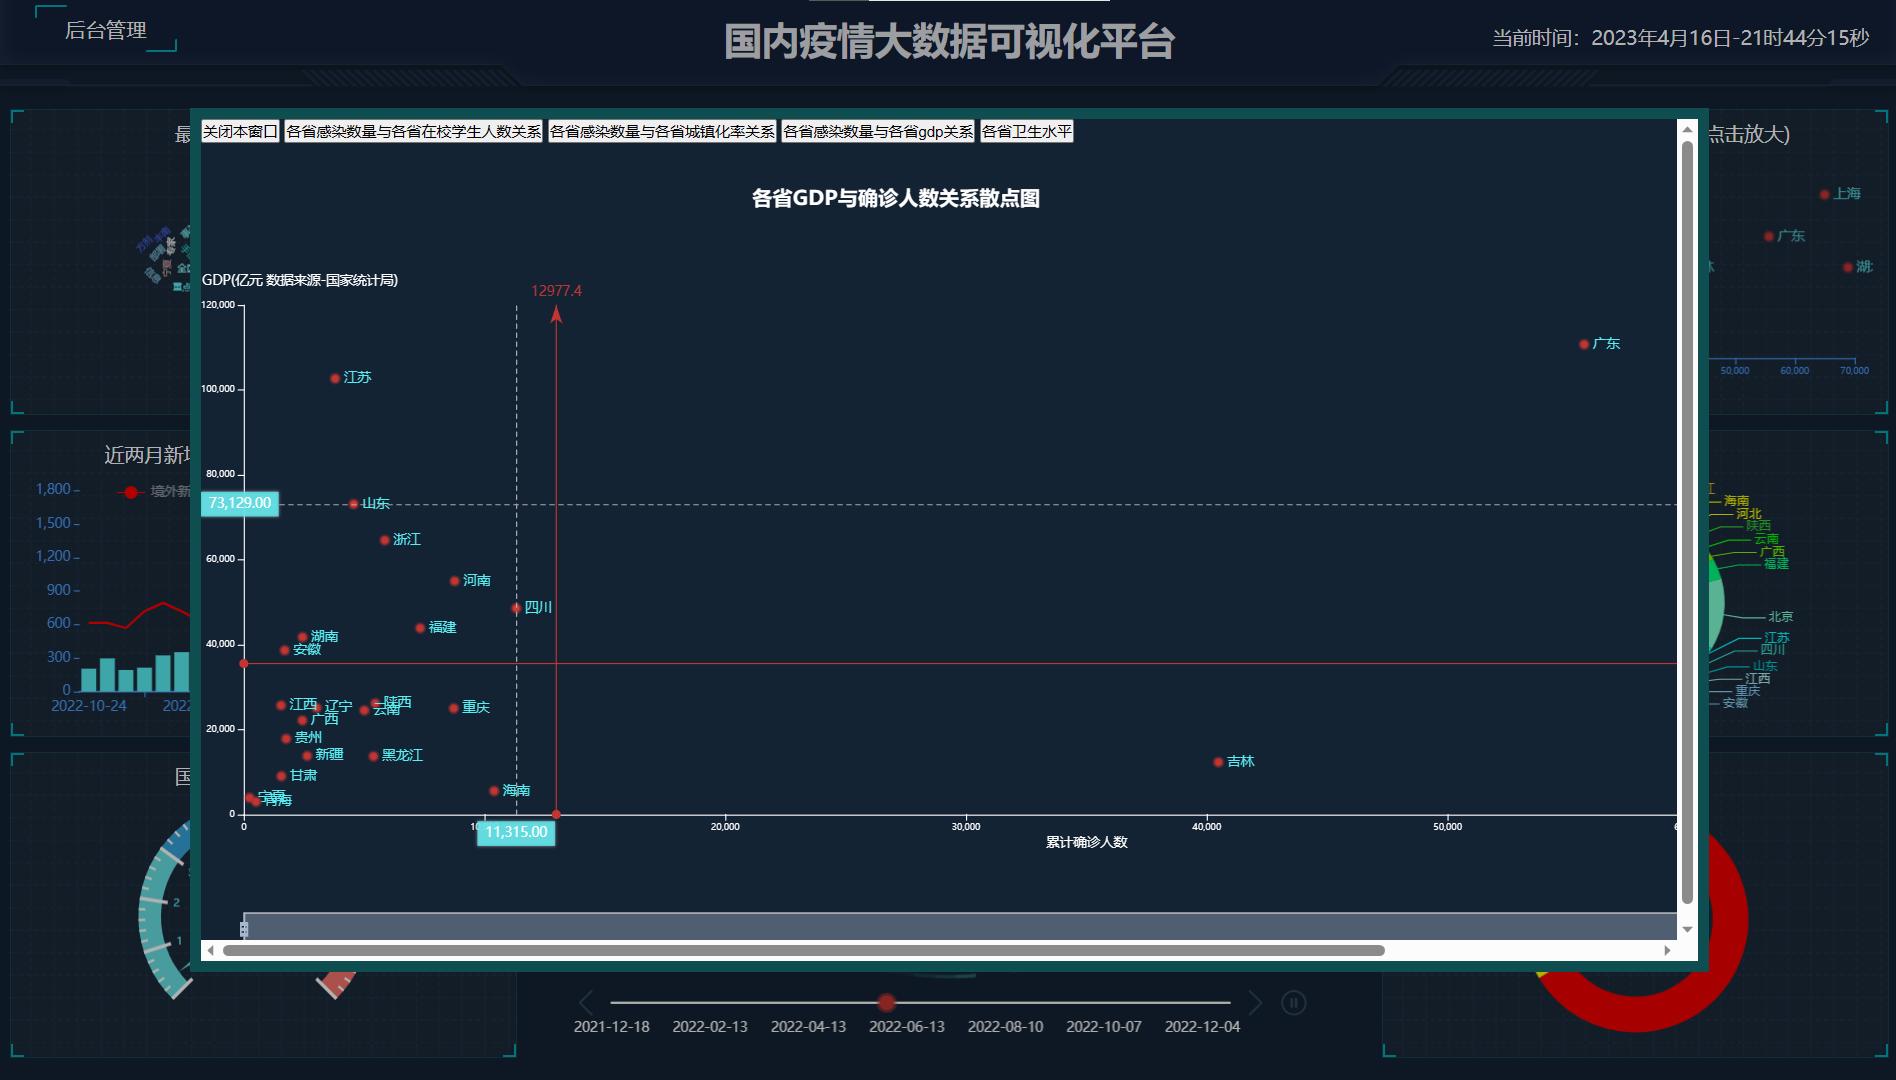 后台管理
国内疫情大数据可视化平台
当前时间：2023年4月16日-21时44分15秒
最
点击放大)
关闭本窗口
各省感染数量与各省在校学生人数关系
各省感染数量与各省城镇化率关系
各省感染数量与各省gdp关系
各省卫生水平
各省GDP与确诊人数关系散点图
GDP(亿元 数据来源-国家统计局)
12977.4
120,000
100,000
80,000
73,129.00
60,000
40,000
20,000
0
广东
江苏
山东
浙江
河南
四川
福建
湖南
安徽
江西
辽宁
陕西
云南
重庆
广西
贵州
新疆
黑龙江
吉林
甘肃
海南
宁夏
青海
0
11,315.00
20,000
30,000
40,000
50,000
累计确诊人数
上海
广东
湖
50,000
60,000
70,000
近两月新
境外新
1,800
1,500
1,200
900
600
300
0
2022-10-24
202
海南
河北
陕西
云南
广西
福建
北京
江苏
四川
山东
江西
重庆
安徽
国
2
1
2021-12-18
2022-02-13
2022-04-13
2022-06-13
2022-08-10
2022-10-07
2022-12-04